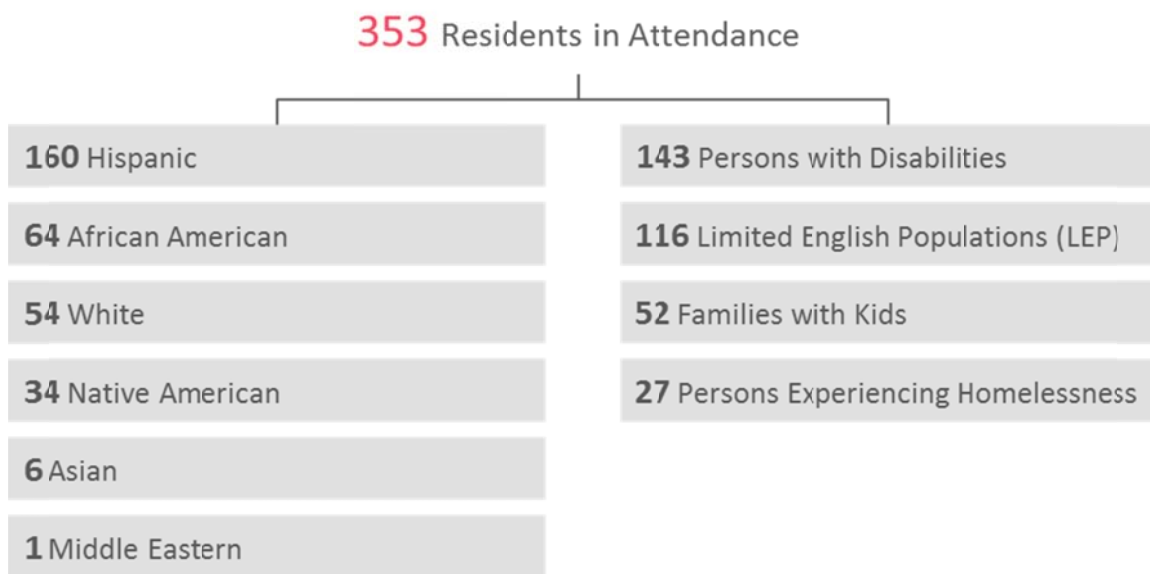 353 Residents in Attendance
160 Hispanic
64 African American
54 White
34 Native American
6 Asian
1 Middle Eastern
143 Persons with Disabilities
116 Limited English Populations (LEP)
52 Families with Kids
27 Persons Experiencing Homelessness